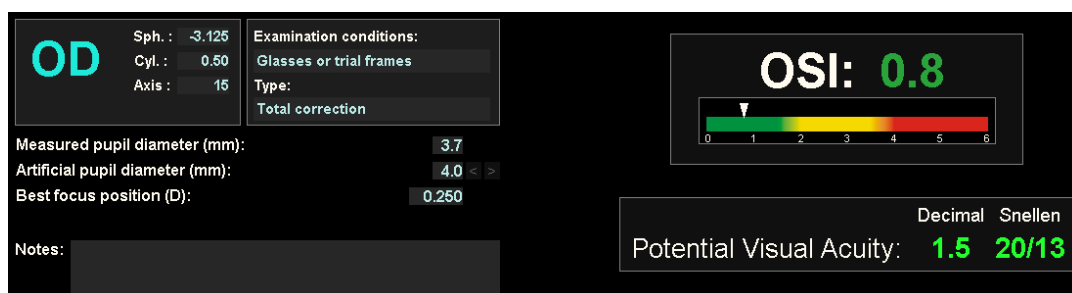 OD
Sph. : -3.125
Cyl. : 0.50
Axis : 15
Examination conditions:
Glasses or trial frames
Type:
Total correction
Measured pupil diameter (mm): 3.7
Artificial pupil diameter (mm): 4.0 < >
Best focus position (D): 0.250
Notes:
OSI: 0.8
0 1 2 3 4 5 6
Decimal Snellen
Potential Visual Acuity: 1.5 20/13